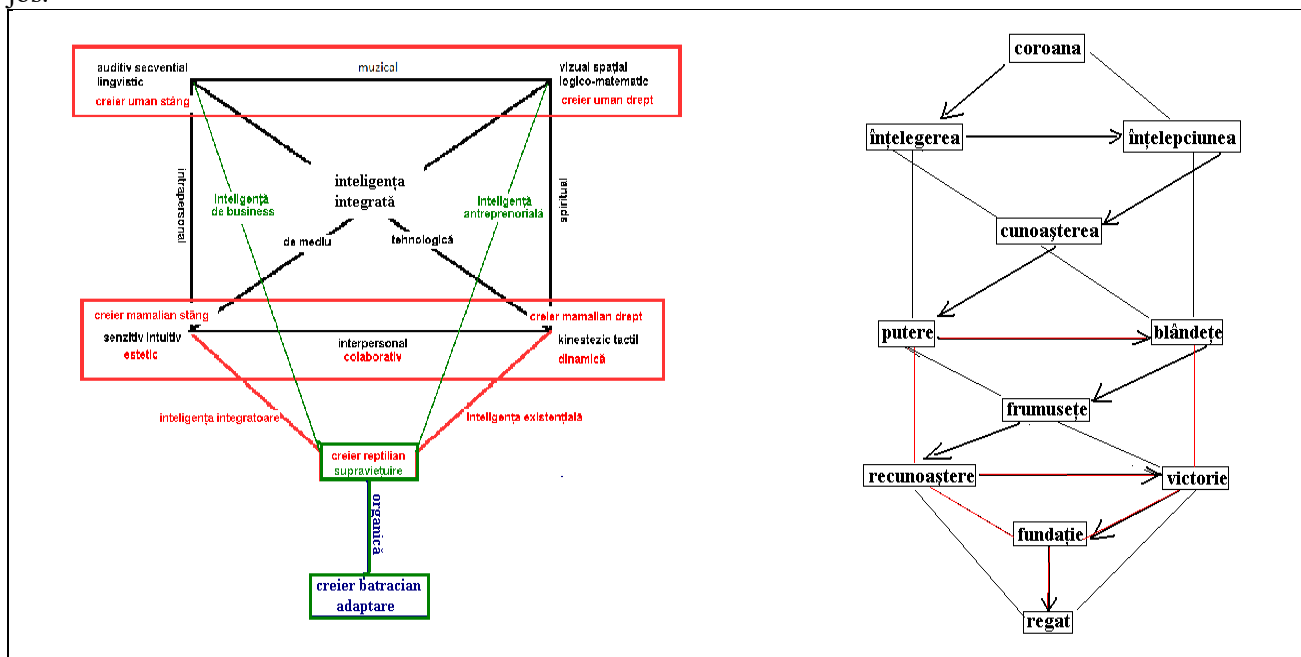 jos.
auditiv secvential
lingvistic
creier uman stâng
muzical
vizual spațial
logico-matematic
creier uman drept
intrapersonal
inteligența
integrată
spiritual
Inteligență
de business
Inteligență
antreprenorială
de mediu
tehnologică
creier mamalian stâng
creier mamalian drept
senzitiv intuitiv
estetic
interpersonal
colaborativ
kinestezic tactil
dinamică
inteligența integratoare
Inteligența existențială
creier reptilian
supraviețuire
organică
creier batracian
adaptare
coroana
înțelegerea
înțelepciunea
cunoașterea
putere
blândețe
frumusețe
recunoaștere
victorie
fundație
regat